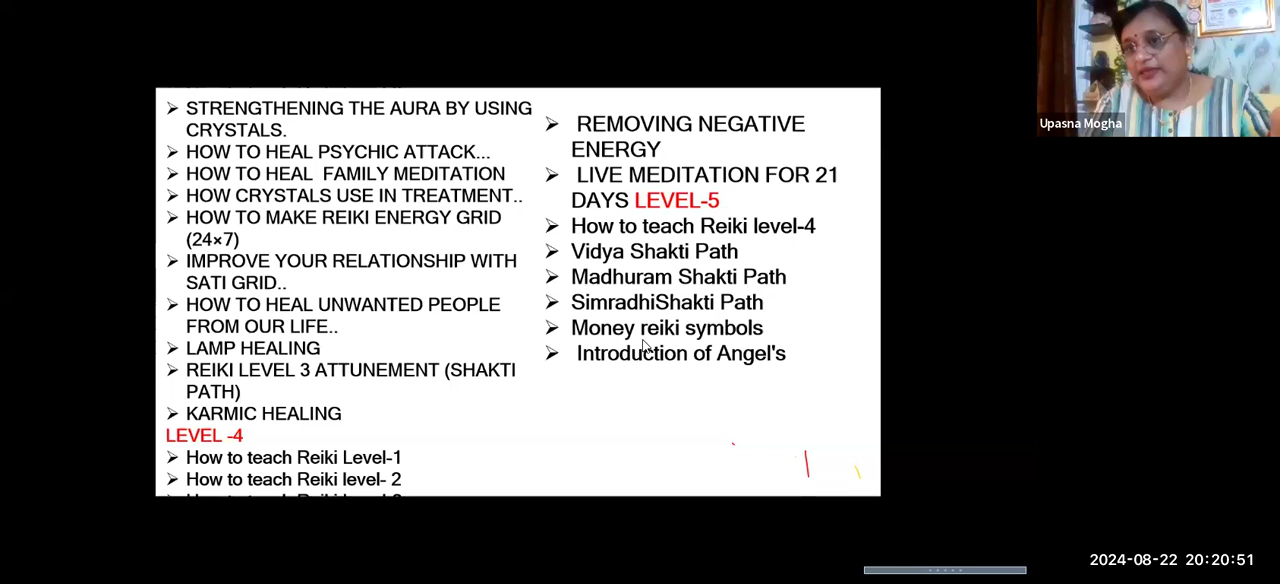 ➢ STRENGTHENING THE AURA BY USING
CRYSTALS.
➢ HOW TO HEAL PSYCHIC ATTACK...
➢ HOW TO HEAL FAMILY MEDITATION
➢ HOW CRYSTALS USE IN TREATMENT..
➢ HOW TO MAKE REIKI ENERGY GRID
(24×7)
➢ IMPROVE YOUR RELATIONSHIP WITH
SATI GRID..
➢ HOW TO HEAL UNWANTED PEOPLE
FROM OUR LIFE..
➢ LAMP HEALING
➢ REIKI LEVEL 3 ATTUNEMENT (SHAKTI
PATH)
➢ KARMIC HEALING
LEVEL -4
➢ How to teach Reiki Level-1
➢ How to teach Reiki level- 2
➢ REMOVING NEGATIVE
ENERGY
➢ LIVE MEDITATION FOR 21
DAYS LEVEL-5
➢ How to teach Reiki level-4
➢ Vidya Shakti Path
➢ Madhuram Shakti Path
➢ SimradhiShakti Path
➢ Money reiki symbols
➢ Introduction of Angel's
Upasna Mogha
2024-08-22 20:20:51